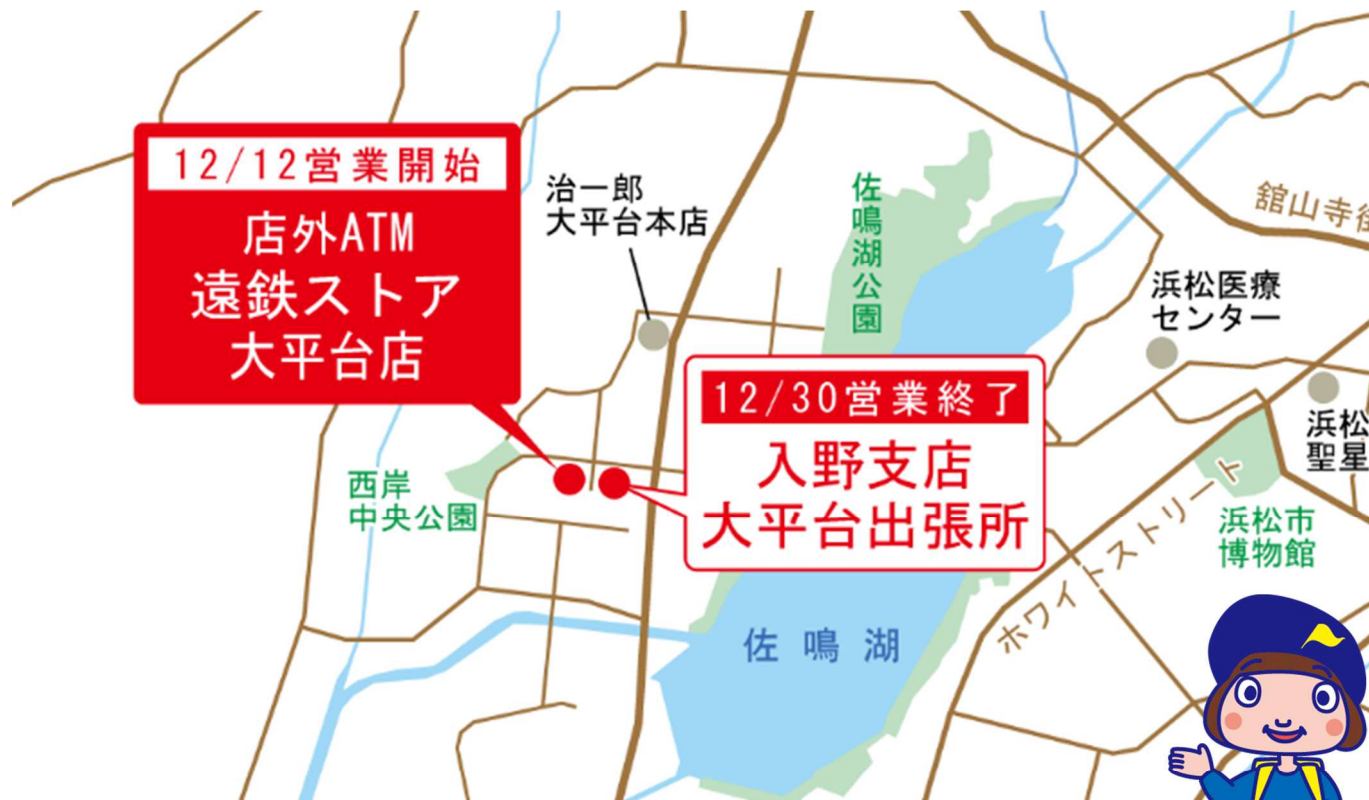 12/12営業開始
店外ATM
遠鉄ストア
大平台店
治一郎
大平台本店
佐鳴湖公園
舘山寺街
浜松医療
センター
12/30営業終了
入野支店
大平台出張所
浜松
聖星
西岸
中央公園
ホワイトストリート
浜松市
博物館
佐鳴湖